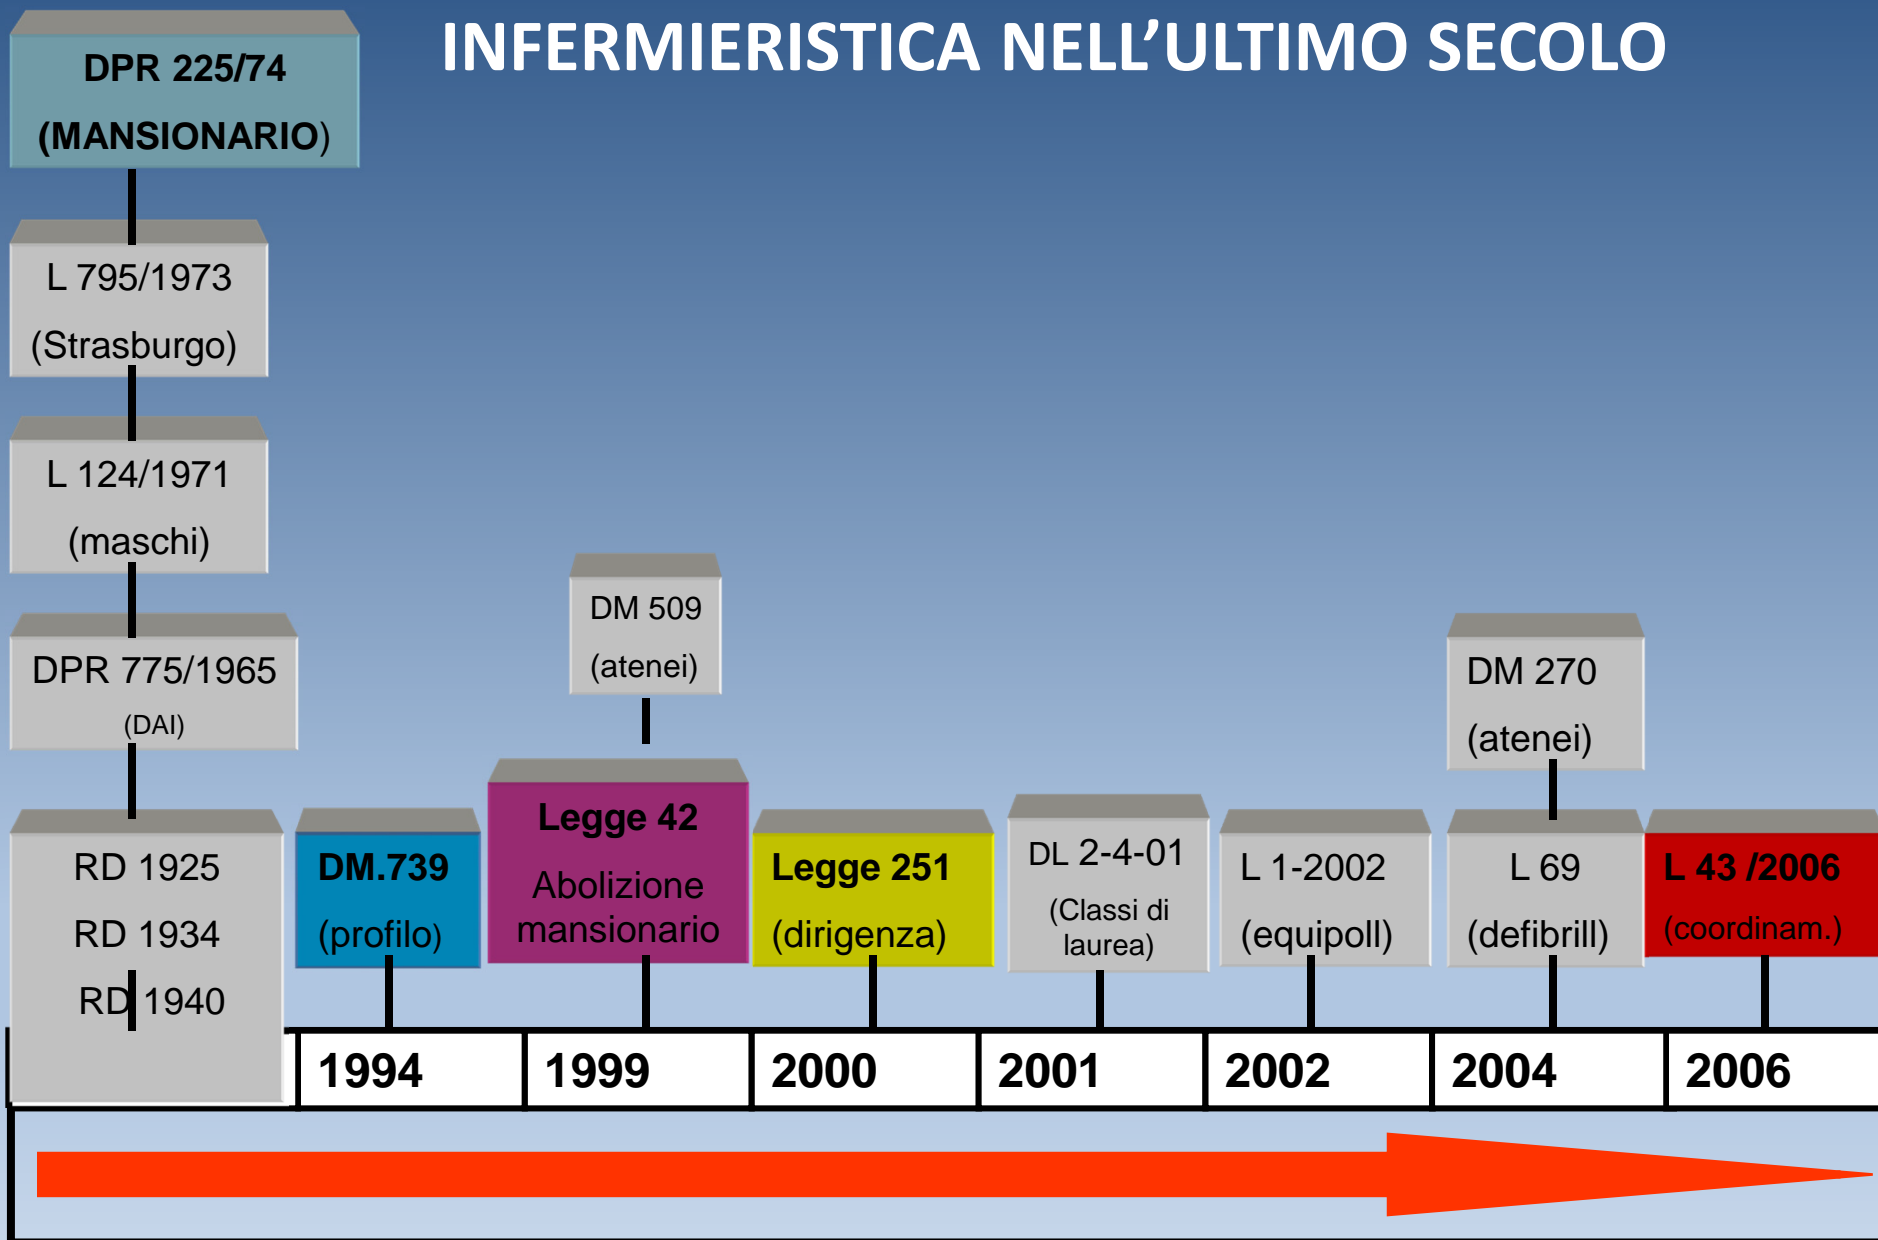 INFERMIERISTICA NELL’ULTIMO SECOLO
DPR 225/74
(MANSIONARIO)
L 795/1973
(Strasburgo)
L 124/1971
(maschi)
DPR 775/1965
(DAI)
RD 1925
RD 1934
RD 1940
DM.739
(profilo)
DM 509
(atenei)
Legge 42
Abolizione
mansionario
Legge 251
(dirigenza)
DL 2-4-01
(Classi di
laurea)
L 1-2002
(equipoll)
DM 270
(atenei)
L 69
(defibrill)
L 43 /2006
(coordinam.)
1994
1999
2000
2001
2002
2004
2006